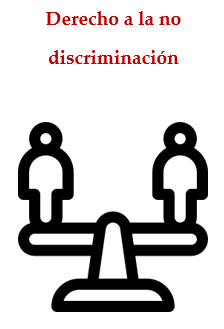 Derecho a la no
discriminación